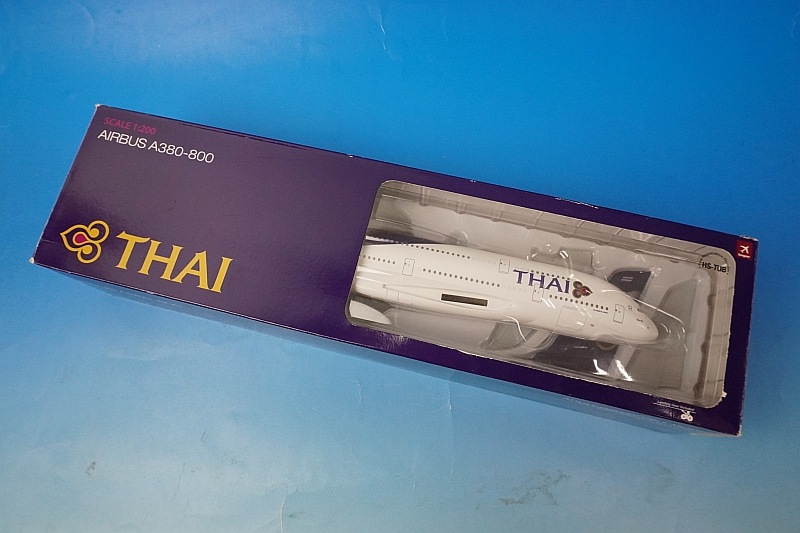 SCALE 1:200
AIRBUS A380-800
THAI
THAI
HS-TUB